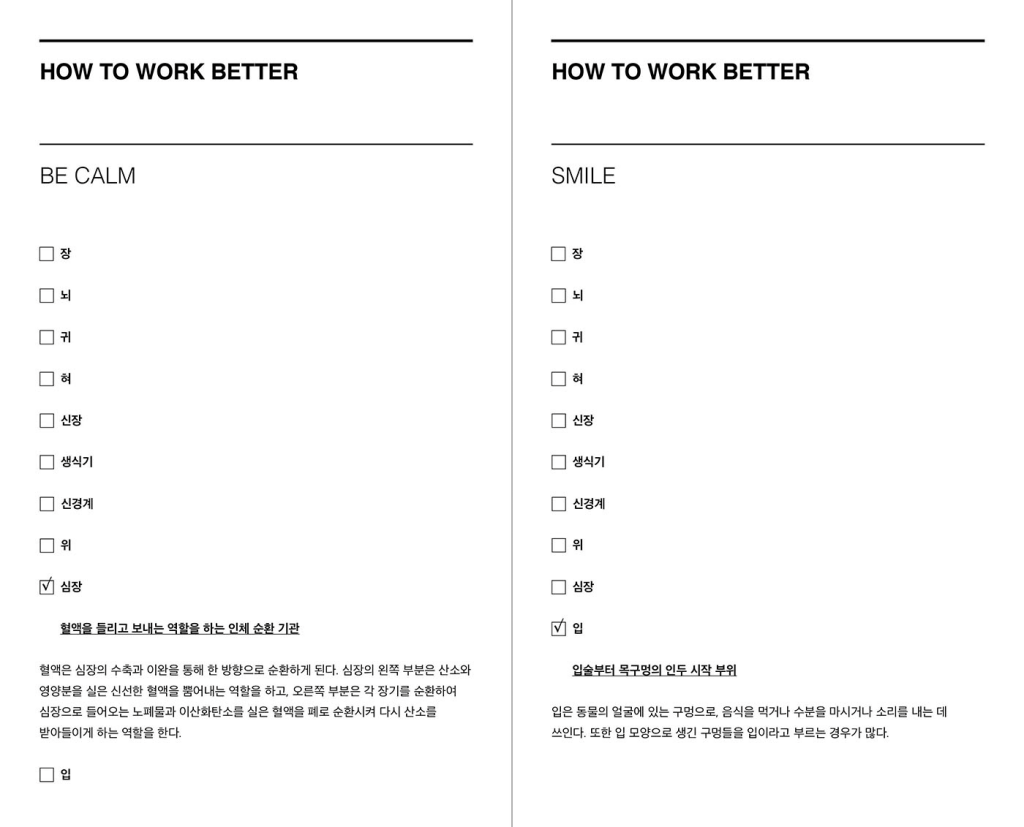 HOW TO WORK BETTER
BE CALM
장
뇌
귀
혀
신장
생식기
신경계
위
심장
혈액을 들리고 보내는 역할을 하는 인체 순환 기관
혈액은 심장의 수축과 이완을 통해 한 방향으로 순환하게 된다. 심장의 왼쪽 부분은 산소와
영양분을 실은 신선한 혈액을 뿜어내는 역할을 하고, 오른쪽 부분은 각 장기를 순환하여
심장으로 들어오는 노폐물과 이산화탄소를 실은 혈액을 폐로 순환시켜 다시 산소를
받아들이게 하는 역할을 한다.
입
HOW TO WORK BETTER
SMILE
장
뇌
귀
혀
신장
생식기
신경계
위
심장
입
입술부터 목구멍의 인두 시작 부위
입은 동물의 얼굴에 있는 구멍으로, 음식을 먹거나 수분을 마시거나 소리를 내는 데
쓰인다. 또한 입 모양으로 생긴 구멍들을 입이라고 부르는 경우가 많다.